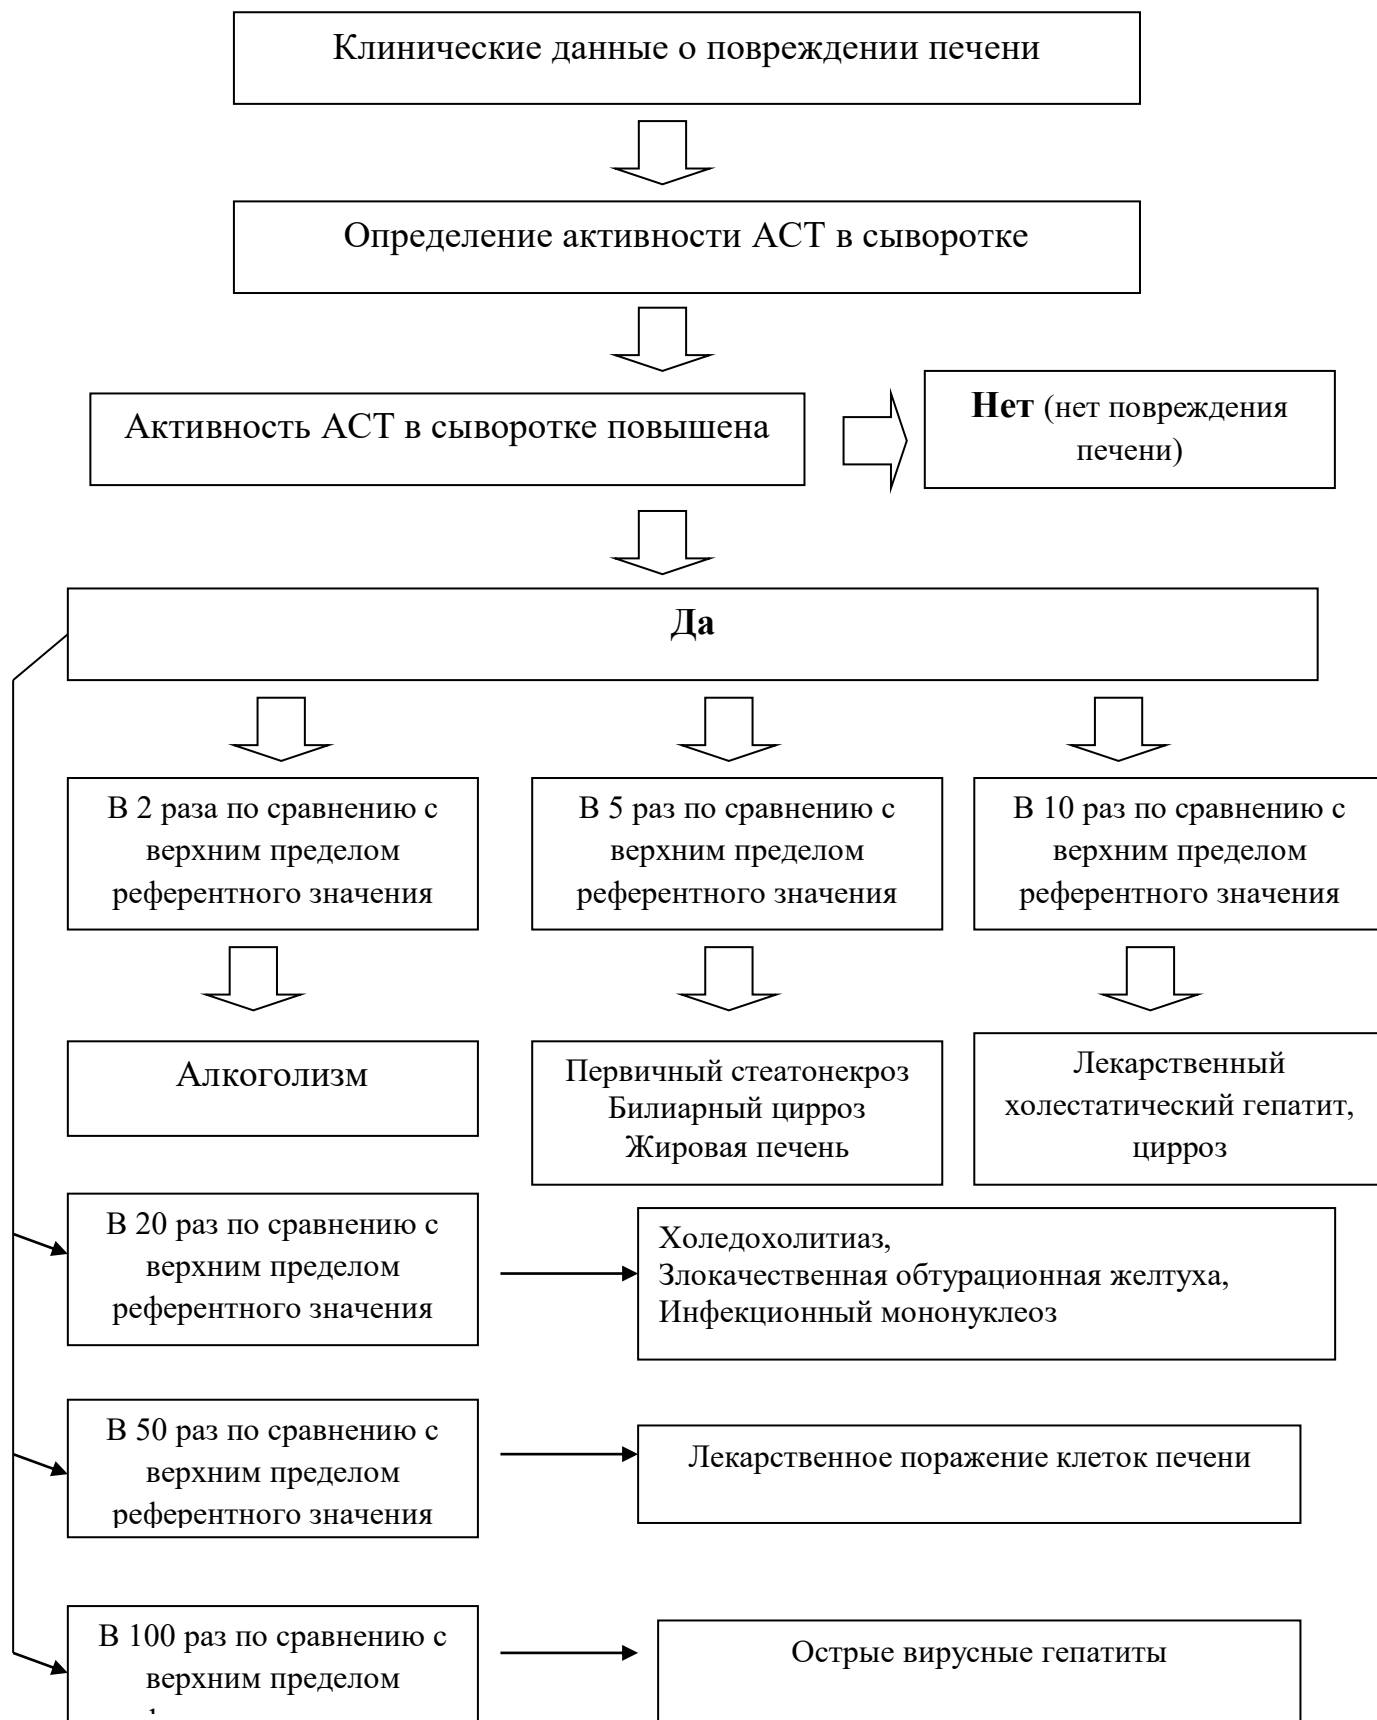 Клинические данные о повреждении печени
Определение активности АСТ в сыворотке
Активность АСТ в сыворотке повышена
Нет (нет повреждения
печени)
Да
В 2 раза по сравнению с
верхним пределом
референтного значения
В 5 раз по сравнению с
верхним пределом
референтного значения
В 10 раз по сравнению с
верхним пределом
референтного значения
Алкоголизм
Первичный стеатонекроз
Билиарный цирроз
Жировая печень
Лекарственный
холестатический гепатит,
цирроз
В 20 раз по сравнению с
верхним пределом
референтного значения
Холедохолитиаз,
Злокачественная обтурационная желтуха,
Инфекционный мононуклеоз
В 50 раз по сравнению с
верхним пределом
референтного значения
Лекарственное поражение клеток печени
В 100 раз по сравнению с
верхним пределом
Острые вирусные гепатиты